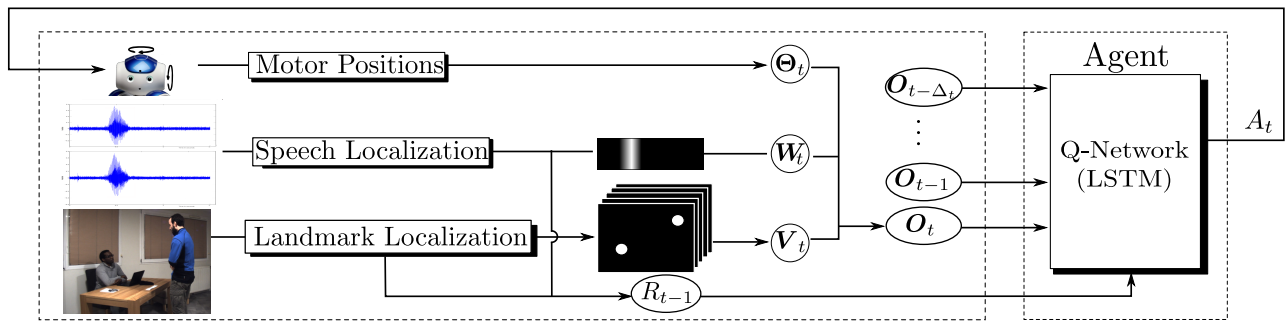 Agent
Motor Positions
Θ_t
O_{t−Δ_t}
A_t
Speech Localization
W_t
Q-Network
(LSTM)
O_{t−1}
Landmark Localization
V_t
O_t
R_{t−1}